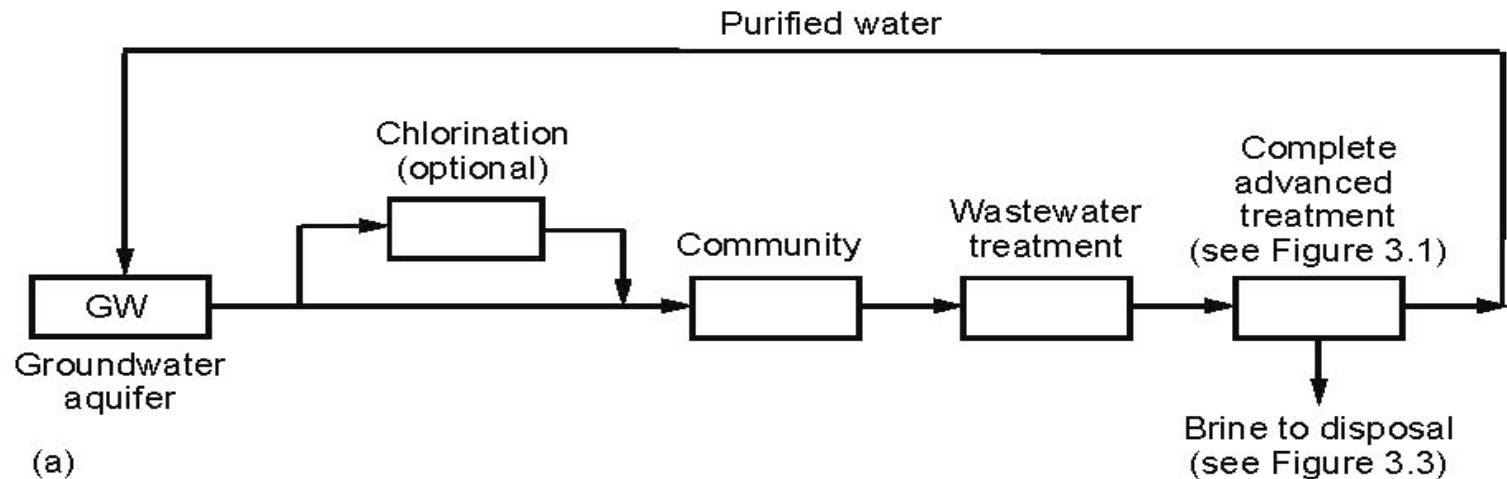 Purified water
Chlorination
(optional)
Complete
advanced
treatment
(see Figure 3.1)
Wastewater
treatment
Community
GW
Groundwater
aquifer
Brine to disposal
(see Figure 3.3)
(a)